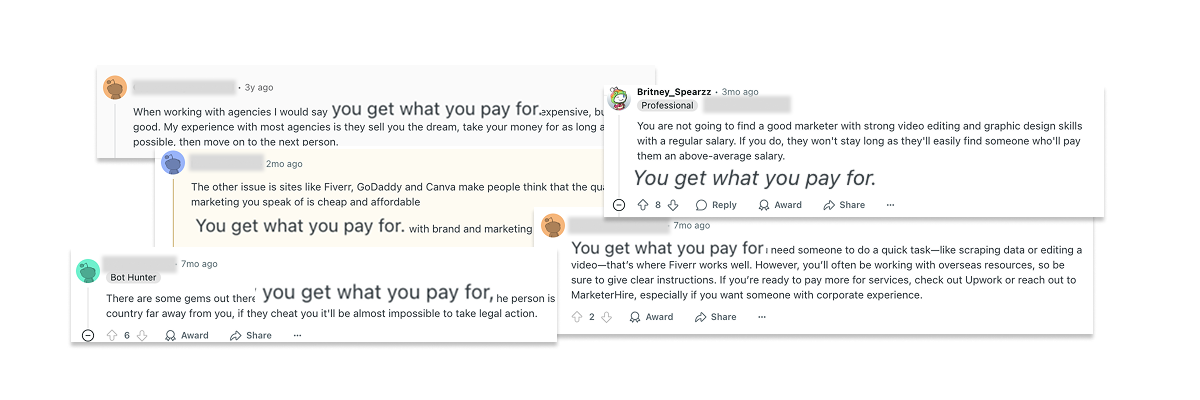 • 3y ago
When working with agencies I would say you get what you pay for. expensive, bu
good. My experience with most agencies is they sell you the dream, take your money for as long a
possible, then move on to the next person.
2mo ago
The other issue is sites like Fiverr, GoDaddy and Canva make people think that the qua
marketing you speak of is cheap and affordable
You get what you pay for. with brand and marketing
• 7mo ago
Bot Hunter
There are some gems out there you get what you pay for, he person is
country far away from you, if they cheat you it'll be almost impossible to take legal action.
6 Award Share ...
Britney_Spearzz • 3mo ago
Professional
You are not going to find a good marketer with strong video editing and graphic design skills
with a regular salary. If you do, they won't stay long as they'll easily find someone who'll pay
them an above-average salary.
You get what you pay for.
8 Reply Award Share ...
• 7mo ago
You get what you pay for i need someone to do a quick task—like scraping data or editing a
video—that's where Fiverr works well. However, you'll often be working with overseas resources, so be
sure to give clear instructions. If you're ready to pay more for services, check out Upwork or reach out to
MarketerHire, especially if you want someone with corporate experience.
2 Award Share ...